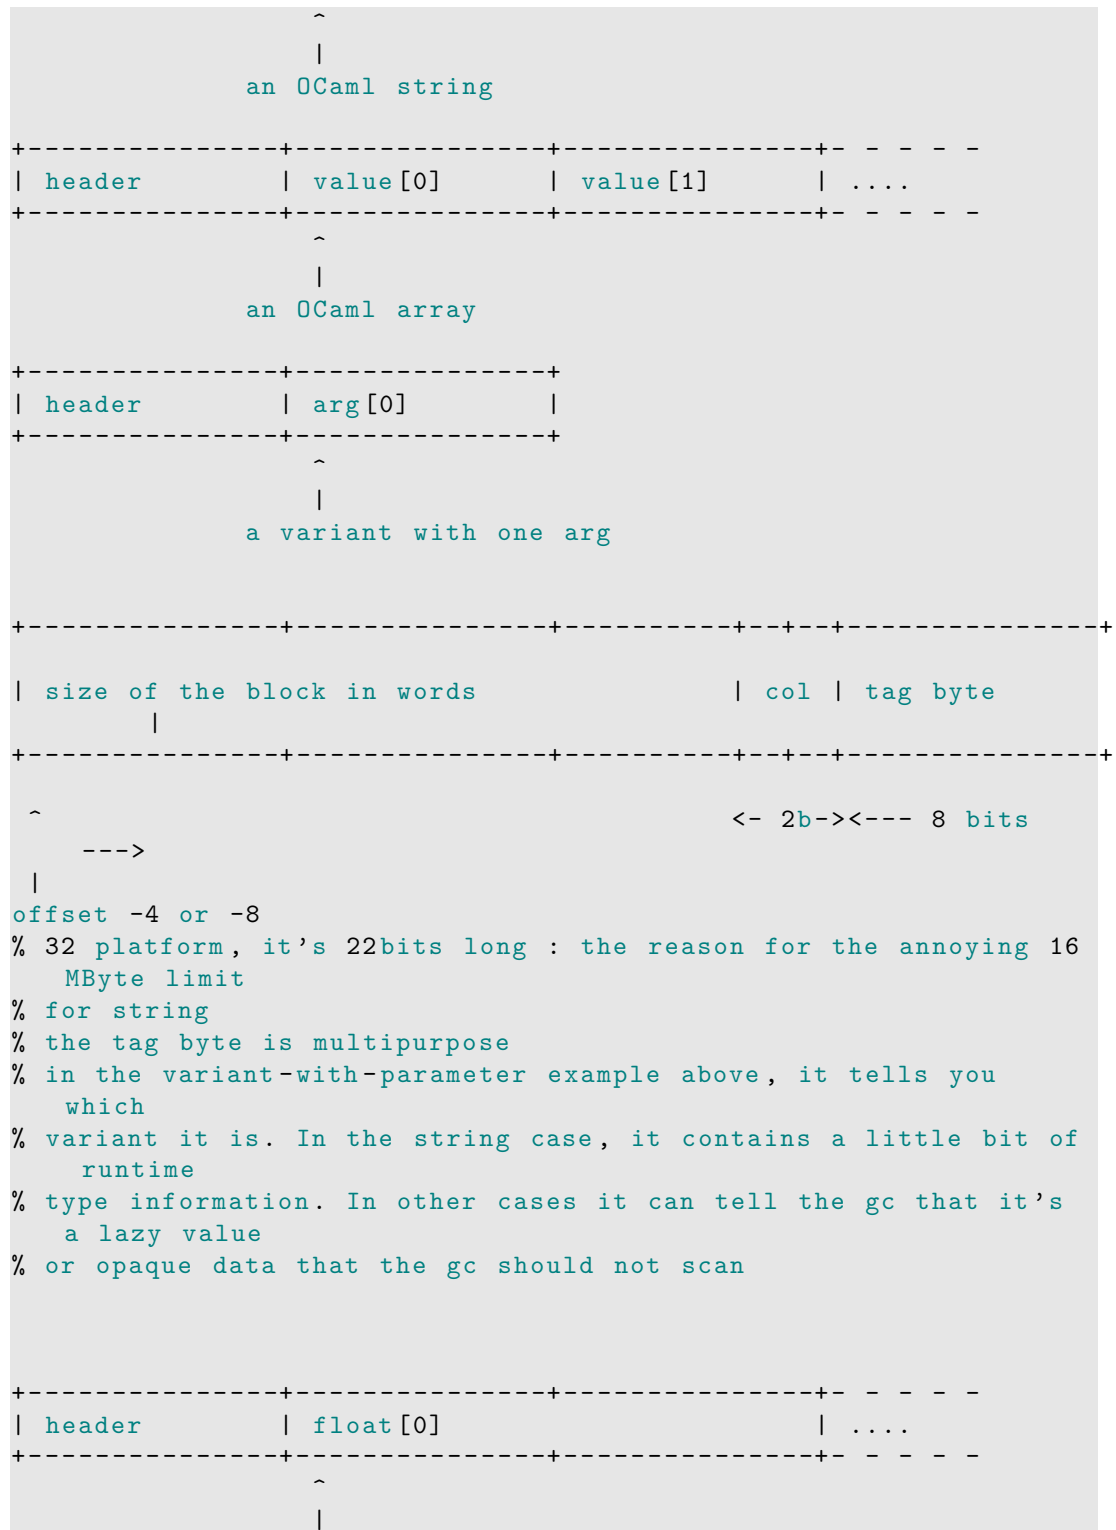 ^
                           |
                     an OCaml string

+---------------+---------------+---------------+- - - - -
| header        | value[0]      | value[1]      | ....
+---------------+---------------+---------------+- - - - -
                  ^
                  |
              an OCaml array

+---------------+---------------+
| header        | arg[0]        |
+---------------+---------------+
                  ^
                  |
              a variant with one arg


+---------------+---------------+----------+--+--+---------------+

| size of the block in words               | col | tag byte
        |
+---------------+---------------+----------+--+--+---------------+

 ^                                         <- 2b-><--- 8 bits
    --->
 |
offset -4 or -8
% 32 platform, it's 22bits long : the reason for the annoying 16
   MByte limit
% for string
% the tag byte is multipurpose
% in the variant-with-parameter example above, it tells you
   which
% variant it is. In the string case, it contains a little bit of
    runtime
% type information. In other cases it can tell the gc that it's
   a lazy value
% or opaque data that the gc should not scan



+---------------+---------------+---------------+- - - - -
| header        | float[0]                      | ....
+---------------+---------------+---------------+- - - - -
                  ^
                  |